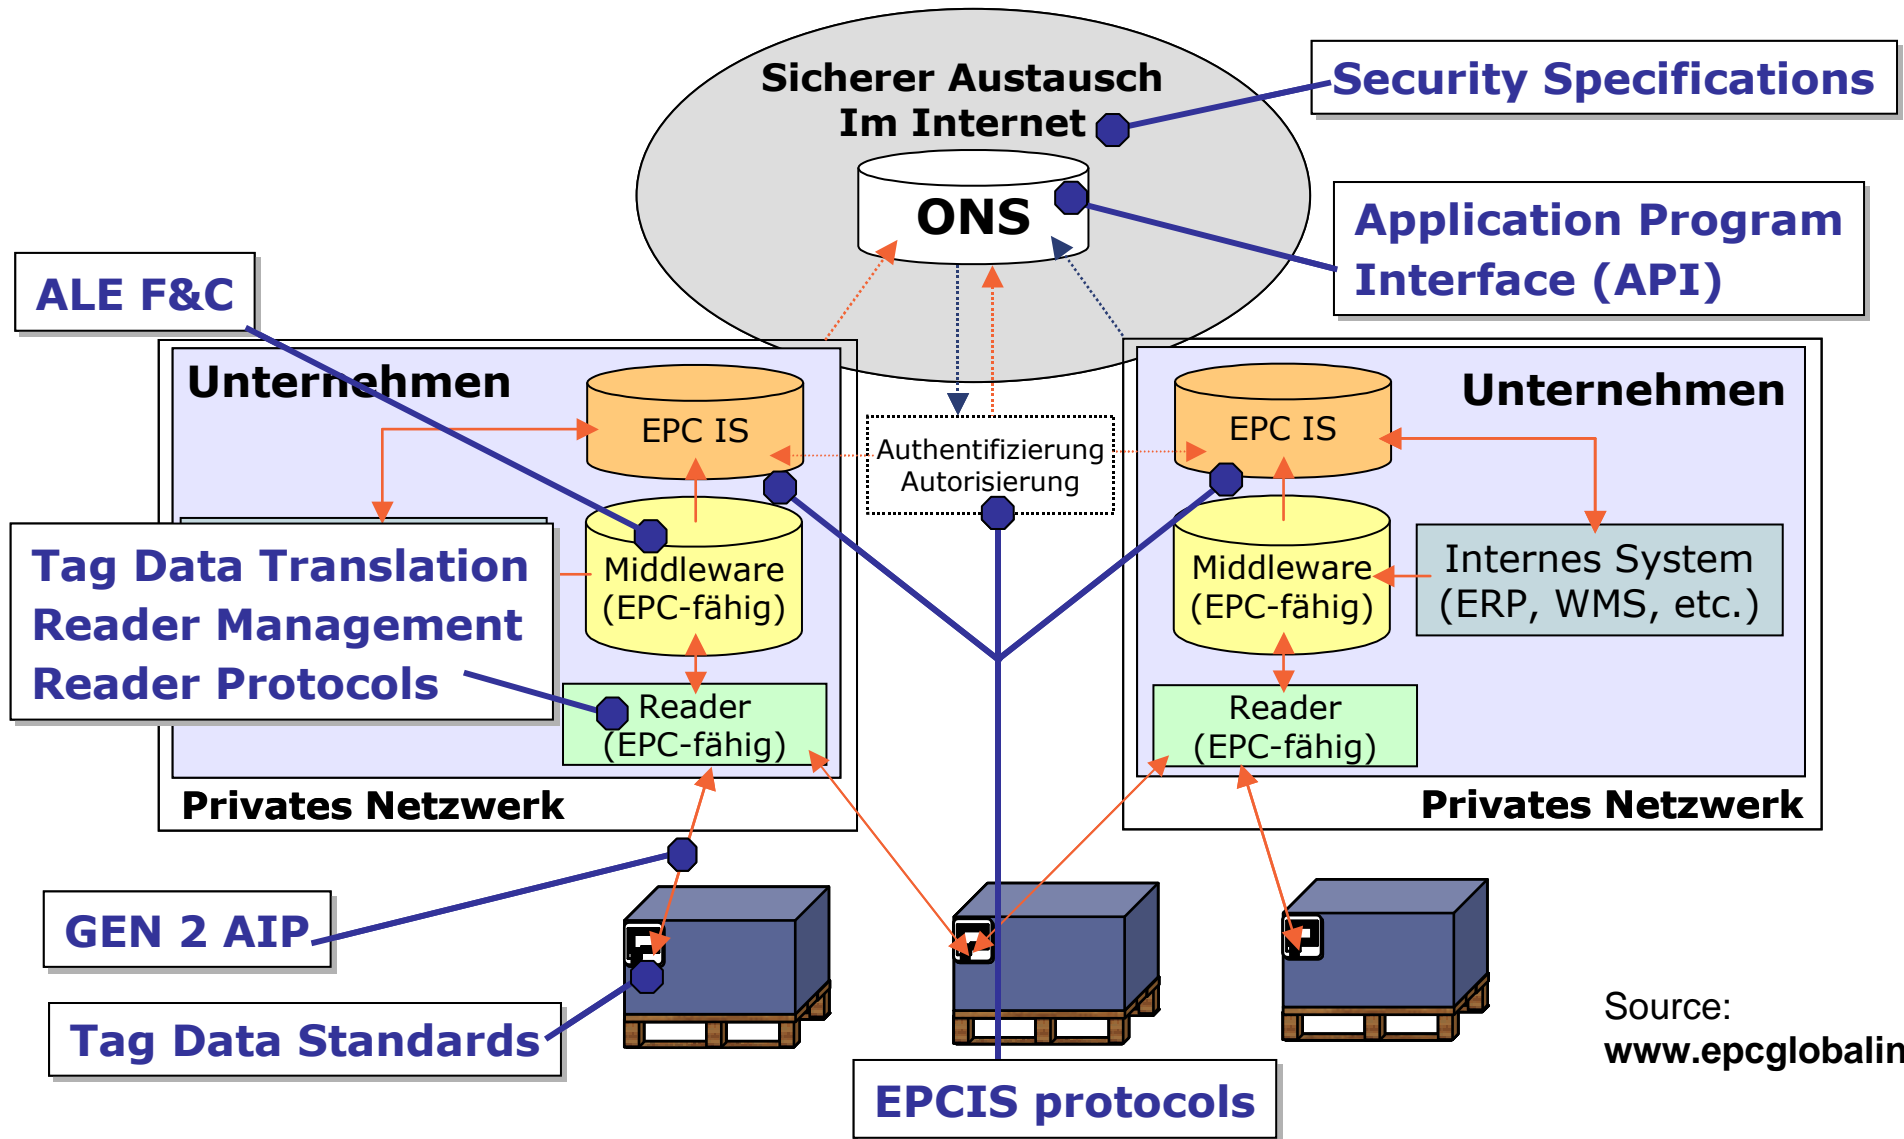 Sicherer Austausch
Im Internet
Security Specifications
ONS
Application Program
Interface (API)
ALE F&C
Unternehmen
EPC IS
Authentifizierung
Autorisierung
EPC IS
Unternehmen
Tag Data Translation
Reader Management
Reader Protocols
Middleware
(EPC-fähig)
Middleware
(EPC-fähig)
Internes System
(ERP, WMS, etc.)
Reader
(EPC-fähig)
Reader
(EPC-fähig)
Privates Netzwerk
Privates Netzwerk
GEN 2 AIP
Tag Data Standards
EPCIS protocols
Source:
www.epcglobalin